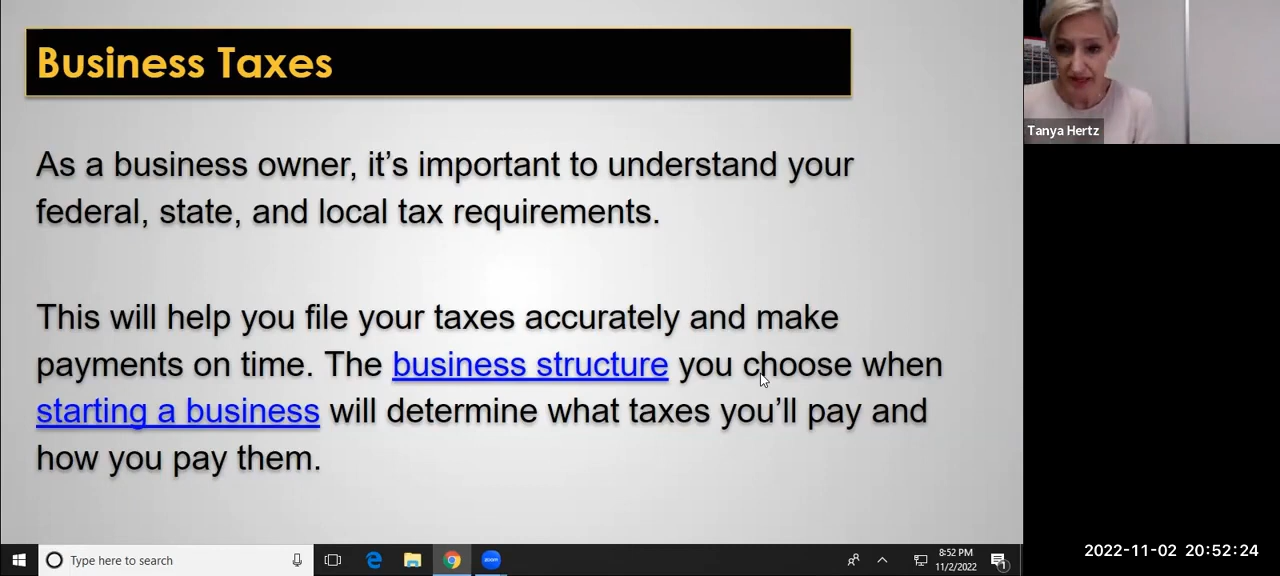 Business Taxes
As a business owner, it’s important to understand your
federal, state, and local tax requirements.
This will help you file your taxes accurately and make
payments on time. The business structure you choose when
starting a business will determine what taxes you’ll pay and
how you pay them.
Tanya Hertz
Type here to search
zoom
8:52 PM
11/2/2022
1
2022-11-02 20:52:24